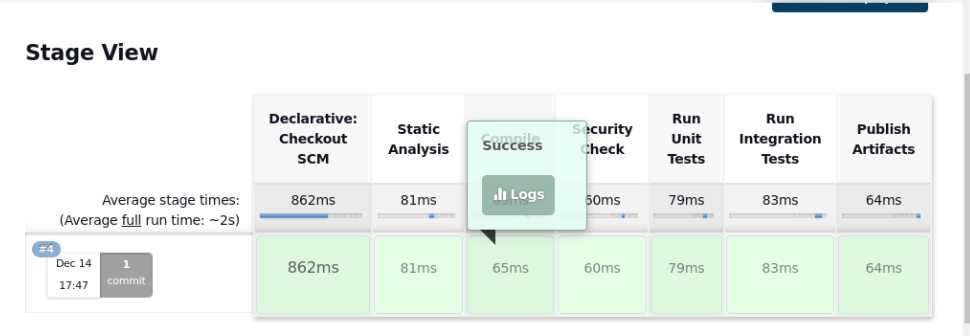 Stage View
Declarative:
Checkout
SCM
Static
Analysis
Compile
Security
Check
Run
Unit
Tests
Run
Integration
Tests
Publish
Artifacts
Success
Logs
Average stage times:
(Average full run time: ~2s)
862ms
81ms
60ms
79ms
83ms
64ms
#4
Dec 14
17:47
1
commit
862ms
81ms
65ms
60ms
79ms
83ms
64ms